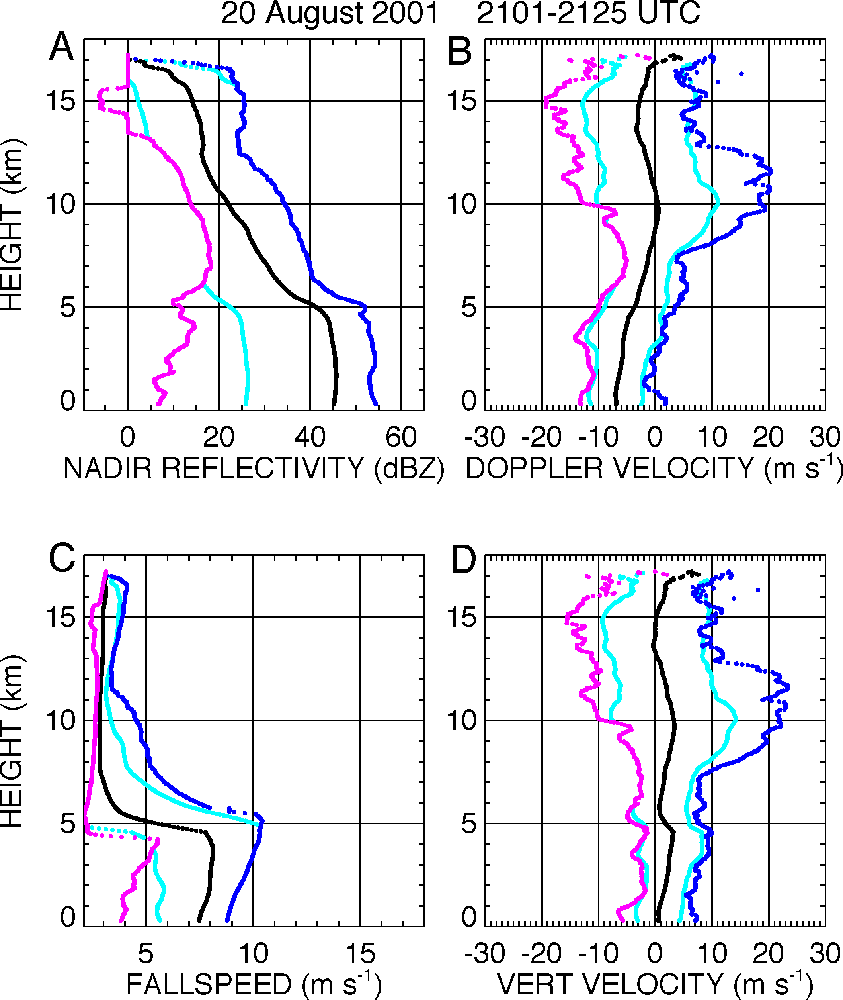 20 August 2001 2101-2125 UTC
A
B
15
10
5
0
HEIGHT (km)
15
10
5
0
0 20 40 60
-30 -20 -10 0 10 20 30
NADIR REFLECTIVITY (dBZ)
DOPPLER VELOCITY (m s-1)
C
D
15
10
5
0
HEIGHT (km)
15
10
5
0
5 10 15
-30 -20 -10 0 10 20 30
FALLSPEED (m s-1)
VERT VELOCITY (m s-1)